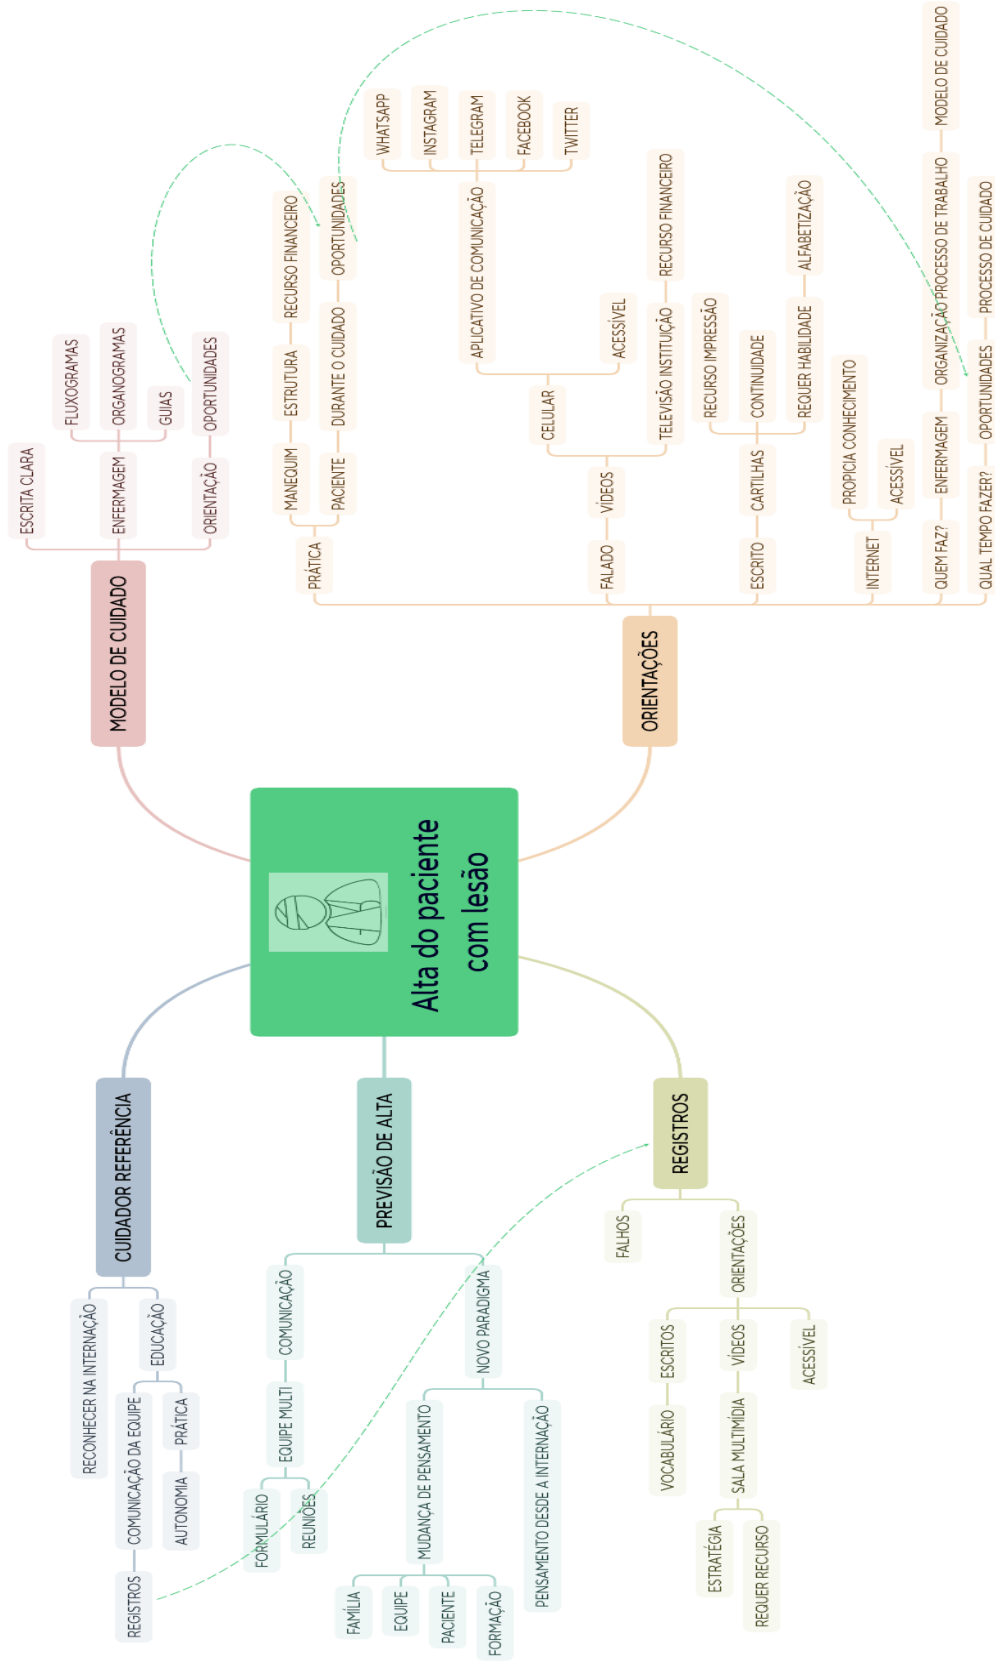 Alta do paciente
com lesão
CUIDADOR REFERÊNCIA
RECONHECER NA INTERNAÇÃO
EDUCAÇÃO
COMUNICAÇÃO DA EQUIPE
REGISTROS
PRÁTICA
AUTONOMIA
PREVISÃO DE ALTA
COMUNICAÇÃO
EQUIPE MULTI
FORMULÁRIO
REUNIÕES
NOVO PARADIGMA
MUDANÇA DE PENSAMENTO
FAMÍLIA
EQUIPE
PACIENTE
FORMAÇÃO
PENSAMENTO DESDE A INTERNAÇÃO
REGISTROS
FALHOS
ORIENTAÇÕES
ESCRITOS
VOCABULÁRIO
VÍDEOS
SALA MULTIMÍDIA
ESTRATÉGIA
REQUER RECURSO
ACESSÍVEL
MODELO DE CUIDADO
ESCRITA CLARA
ENFERMAGEM
FLUXOGRAMAS
ORGANOGRAMAS
GUIAS
ORIENTAÇÃO
OPORTUNIDADES
ORIENTAÇÕES
PRÁTICA
MANEQUIM
ESTRUTURA
RECURSO FINANCEIRO
PACIENTE
DURANTE O CUIDADO
OPORTUNIDADES
FALADO
VÍDEOS
CELULAR
APLICATIVO DE COMUNICAÇÃO
WHATSAPP
INSTAGRAM
TELEGRAM
FACEBOOK
TWITTER
ACESSÍVEL
TELEVISÃO INSTITUIÇÃO
RECURSO FINANCEIRO
ESCRITO
CARTILHAS
RECURSO IMPRESSÃO
CONTINUIDADE
REQUER HABILIDADE
ALFABETIZAÇÃO
INTERNET
PROPICIA CONHECIMENTO
ACESSÍVEL
QUEM FAZ?
ENFERMAGEM
ORGANIZAÇÃO PROCESSO DE TRABALHO
MODELO DE CUIDADO
QUAL TEMPO FAZER?
OPORTUNIDADES
PROCESSO DE CUIDADO